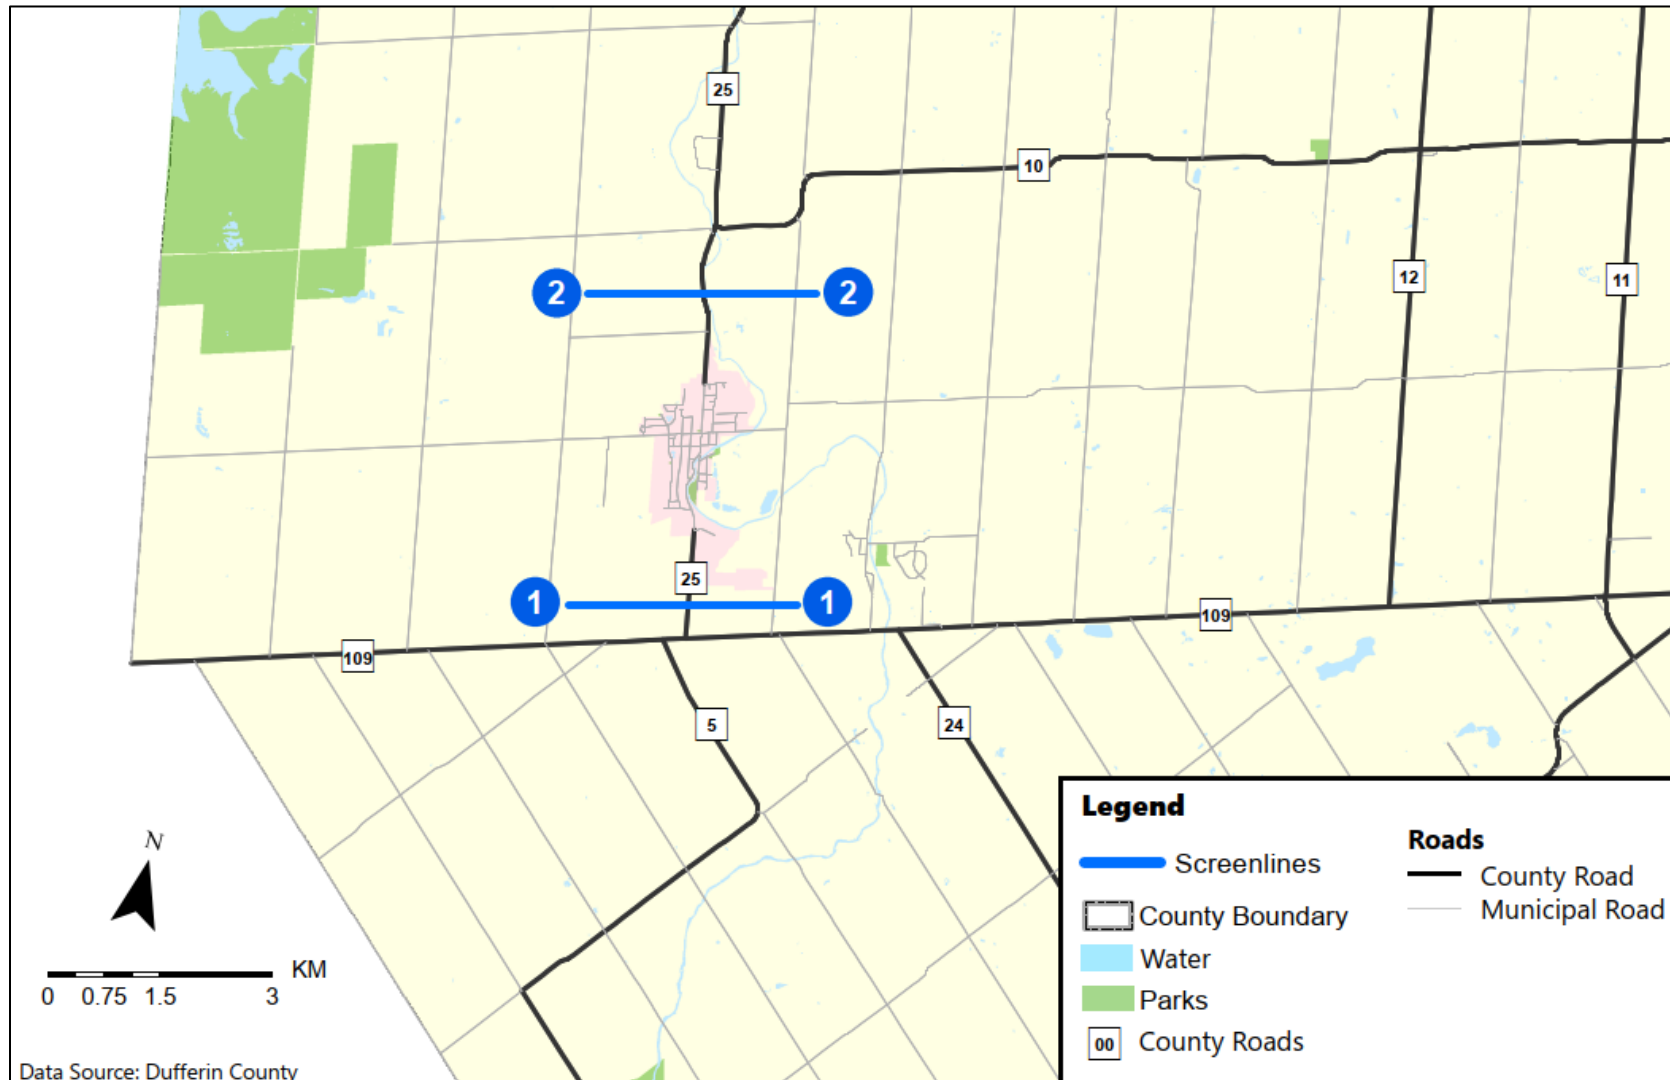 25
10
12
11
2
2
25
1
1
109
109
5
24
N
KM
0 0.75 1.5 3
Data Source: Dufferin County
Legend
Screenlines
County Boundary
Water
Parks
00 County Roads
Roads
County Road
Municipal Road